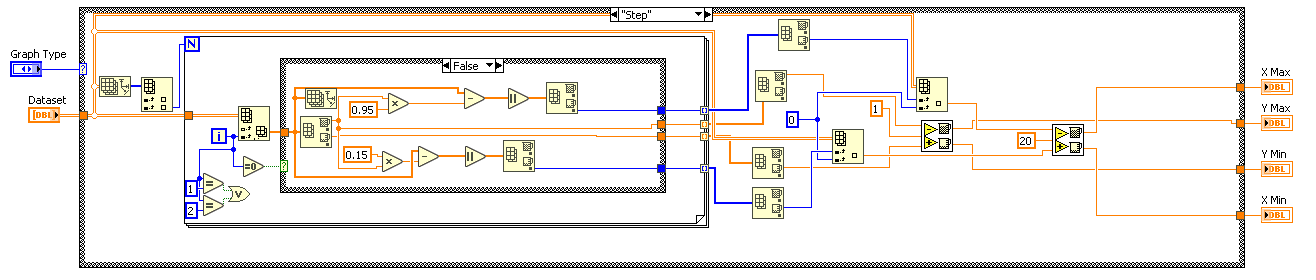 "Step"
Graph Type
Dataset
DBL
N
i
=0
1
2
=
=
V
False
0.95
0.15
?
?
×
×
-
-
0
1
20
X Max
DBL
Y Max
DBL
Y Min
DBL
X Min
DBL